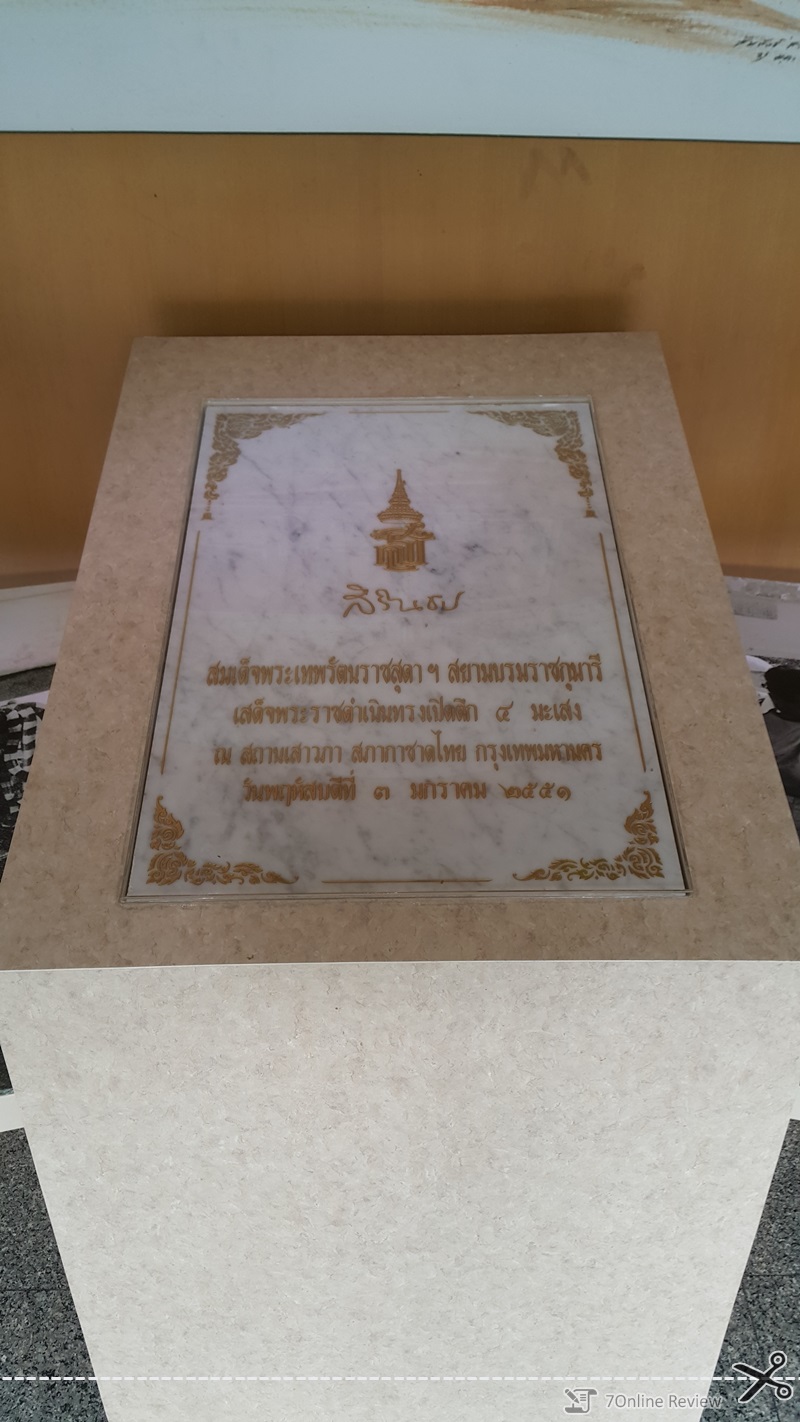 สิรินธร
สมเด็จพระเทพรัตนราชสุดา ฯ สยามบรมราชกุมารี
เสด็จพระราชดำเนินทรงเปิดตึก ๔ มะเส็ง
ณ สถานเสาวภา สภากาชาดไทย กรุงเทพมหานคร
วันพฤหัสบดีที่ ๓ มกราคม ๒๕๕๑
7Online Review